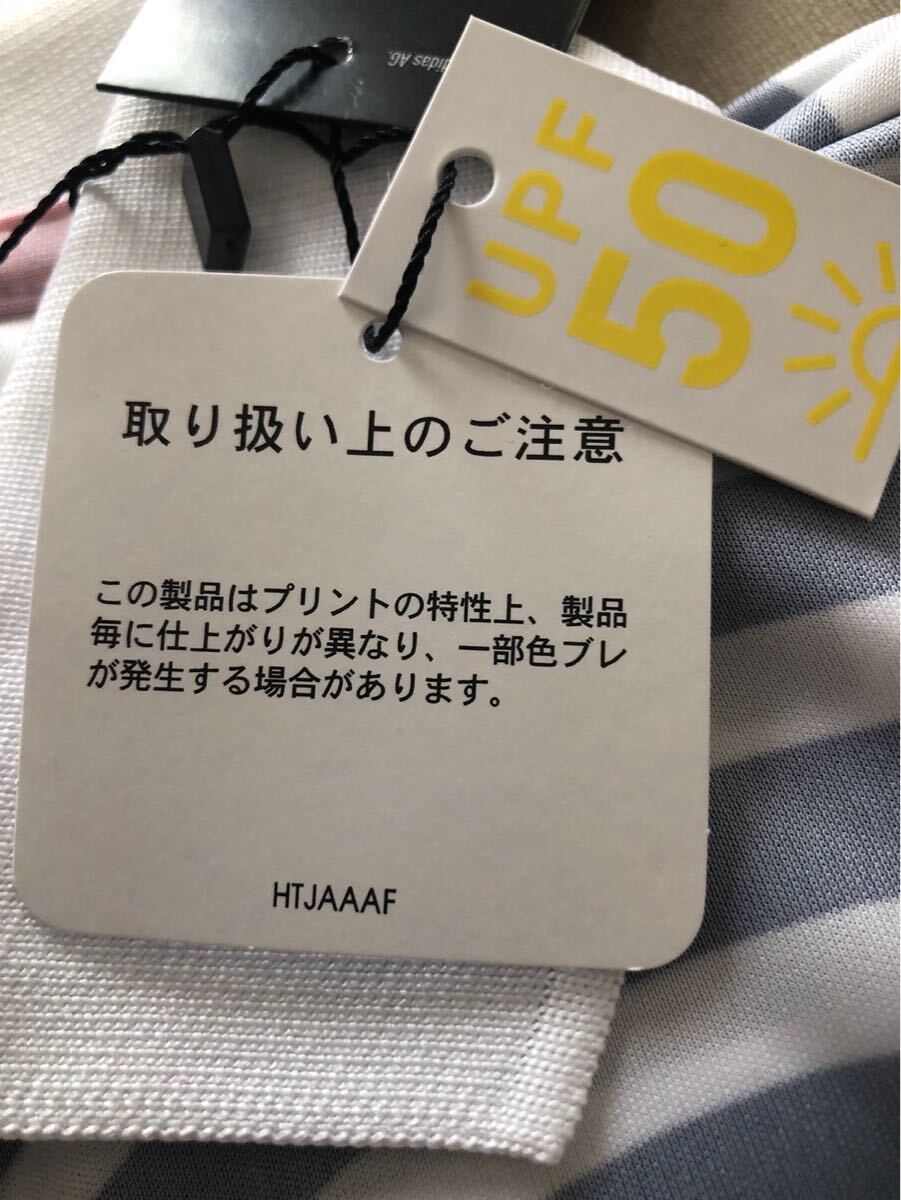 adidas AG.
UPF
50
取り扱い上のご注意
この製品はプリントの特性上、製品
毎に仕上がりが異なり、一部色ブレ
が発生する場合があります。
HTJAAAF